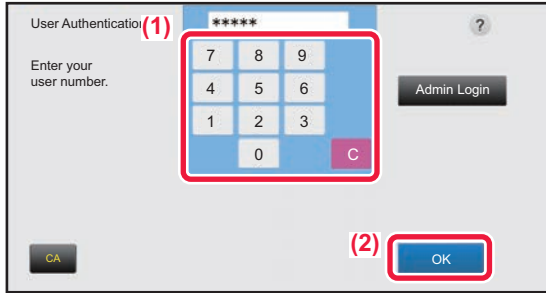 User Authentication
(1)
*****
?
Enter your
user number.
7 8 9
4 5 6
1 2 3
0 C
Admin Login
(2)
CA
OK